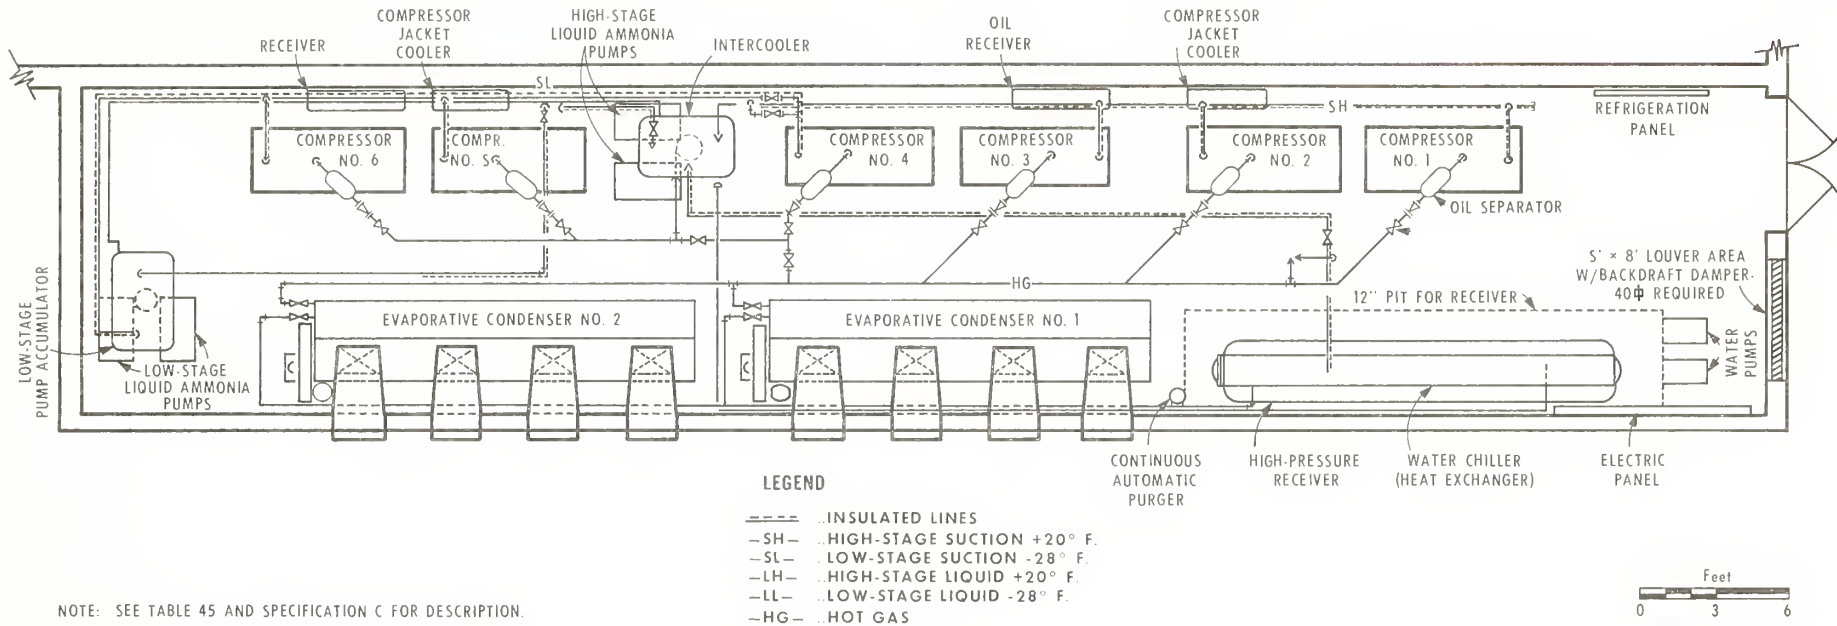 COMPRESSOR
JACKET
COOLER
HIGH-STAGE
LIQUID AMMONIA
PUMPS
OIL
RECEIVER
COMPRESSOR
JACKET
COOLER
RECEIVER
INTERCOOLER
SL
SH
REFRIGERATION
PANEL
COMPRESSOR
NO. 6
COMPR.
NO. 5
COMPRESSOR
NO. 4
COMPRESSOR
NO. 3
COMPRESSOR
NO. 2
COMPRESSOR
NO. 1
OIL SEPARATOR
5' × 8' LOUVER AREA
W/BACKDRAFT DAMPER-
40 REQUIRED
HG
12" PIT FOR RECEIVER
LOW-STAGE
PUMP ACCUMULATOR
EVAPORATIVE CONDENSER NO. 2
EVAPORATIVE CONDENSER NO. 1
WATER
PUMPS
LOW-STAGE
LIQUID AMMONIA
PUMPS
CONTINUOUS
AUTOMATIC
PURGER
HIGH-PRESSURE
RECEIVER
WATER CHILLER
(HEAT EXCHANGER)
ELECTRIC
PANEL
LEGEND
..INSULATED LINES
–SH– ..HIGH-STAGE SUCTION +20° F.
–SL– ..LOW-STAGE SUCTION -28° F.
–LH– ..HIGH-STAGE LIQUID +20° F.
–LL– ..LOW-STAGE LIQUID -28° F.
–HG– ..HOT GAS
NOTE: SEE TABLE 45 AND SPECIFICATION C FOR DESCRIPTION.
Feet
0 3 6